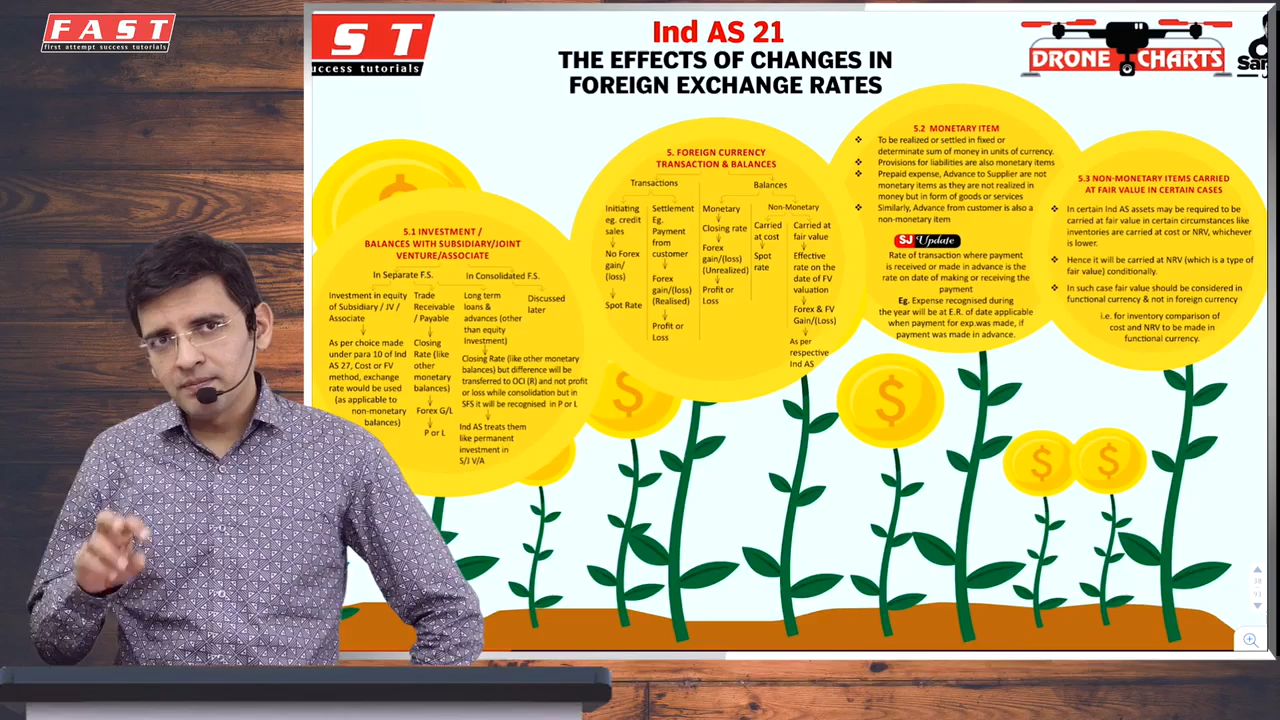 FAST
first attempt success tutorials
ST
uccess tutorials
Ind AS 21
THE EFFECTS OF CHANGES IN
FOREIGN EXCHANGE RATES
DRONE CHARTS
5.1 INVESTMENT /
BALANCES WITH SUBSIDIARY/JOINT
VENTURE/ASSOCIATE
In Separate F.S.
In Consolidated F.S.
Investment in equity
of Subsidiary / JV /
Associate
As per choice made
under para 10 of Ind
AS 27, Cost or FV
method, exchange
rate would be used
(as applicable to
non-monetary
balances)
Trade
Receivable
/ Payable
Closing
Rate (like
other
monetary
balances)
Forex G/L
P or L
Long term
loans &
advances (other
than equity
Investment)
Closing Rate (like other monetary
balances) but difference will be
transferred to OCI (R) and not profit
or loss while consolidation but in
SFS it will be recognised in P or L
Ind AS treats them
like permanent
investment in
S/J V/A
Discussed
later
5. FOREIGN CURRENCY
TRANSACTION & BALANCES
Transactions
Balances
Initiating
eg. credit
sales
No Forex
gain/
(loss)
Spot Rate
Settlement
Eg.
Payment
from
customer
Forex
gain/(loss)
(Realised)
Profit or
Loss
Monetary
Closing rate
Forex
gain/(loss)
(Unrealized)
Profit or
Loss
Non-Monetary
Carried
at cost
Spot
rate
Carried at
fair value
Effective
rate on the
date of FV
valuation
Forex & FV
Gain/(Loss)
As per
respective
Ind AS
5.2 MONETARY ITEM
❖ To be realized or settled in fixed or
determinate sum of money in units of currency.
❖ Provisions for liabilities are also monetary items
❖ Prepaid expense, Advance to Supplier are not
monetary items as they are not realized in
money but in form of goods or services
❖ Similarly, Advance from customer is also a
non-monetary item
SJ Update
Rate of transaction where payment
is received or made in advance is the
rate on date of making or receiving the
payment
Eg. Expense recognised during
the year will be at E.R. of date applicable
when payment for exp.was made, if
payment was made in advance.
5.3 NON-MONETARY ITEMS CARRIED
AT FAIR VALUE IN CERTAIN CASES
❖ In certain Ind AS assets may be required to be
carried at fair value in certain circumstances like
inventories are carried at cost or NRV, whichever
is lower.
❖ Hence it will be carried at NRV (which is a type of
fair value) conditionally.
❖ In such case fair value should be considered in
functional currency & not in foreign currency
i.e. for inventory comparison of
cost and NRV to be made in
functional currency.
38
93